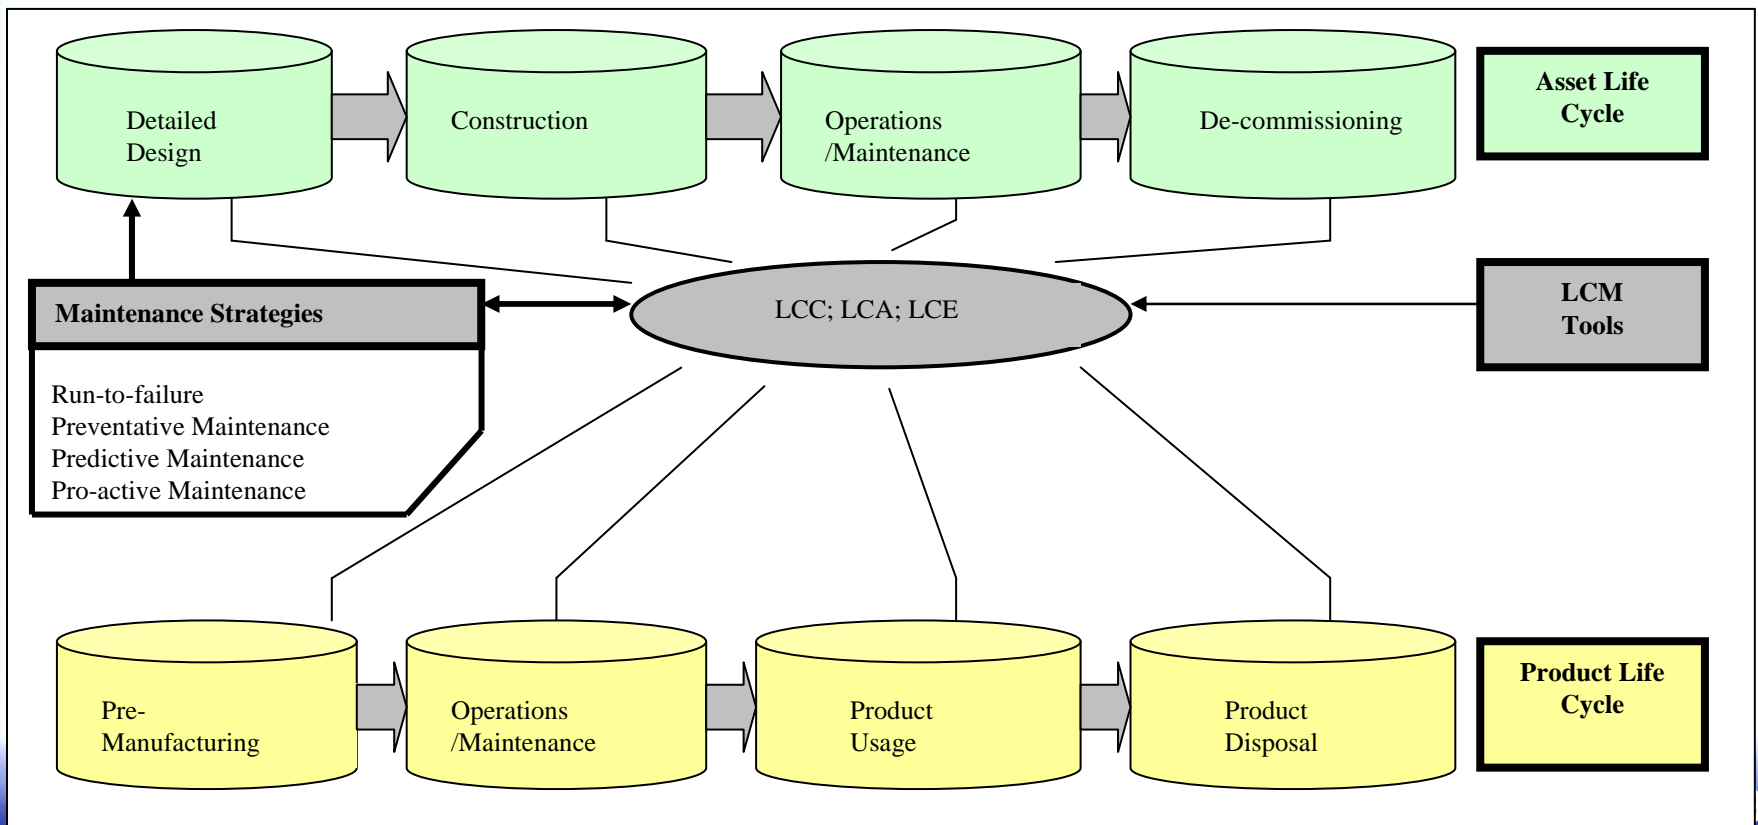 Detailed
Design
Construction
Operations
/Maintenance
De-commissioning
Asset Life
Cycle
Maintenance Strategies
LCC; LCA; LCE
LCM
Tools
Run-to-failure
Preventative Maintenance
Predictive Maintenance
Pro-active Maintenance
Pre-
Manufacturing
Operations
/Maintenance
Product
Usage
Product
Disposal
Product Life
Cycle